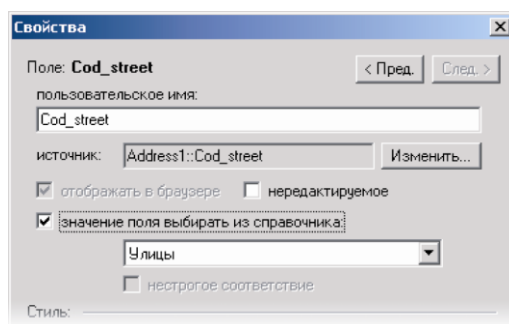 Свойства
Поле: Cod_street
< Пред.
След. >
пользовательское имя:
Cod_street
источник: Address1::Cod_street
Изменить...
отображать в браузере
нередактируемое
значение поля выбирать из справочника:
Улицы
нестрогое соответствие
Стиль: